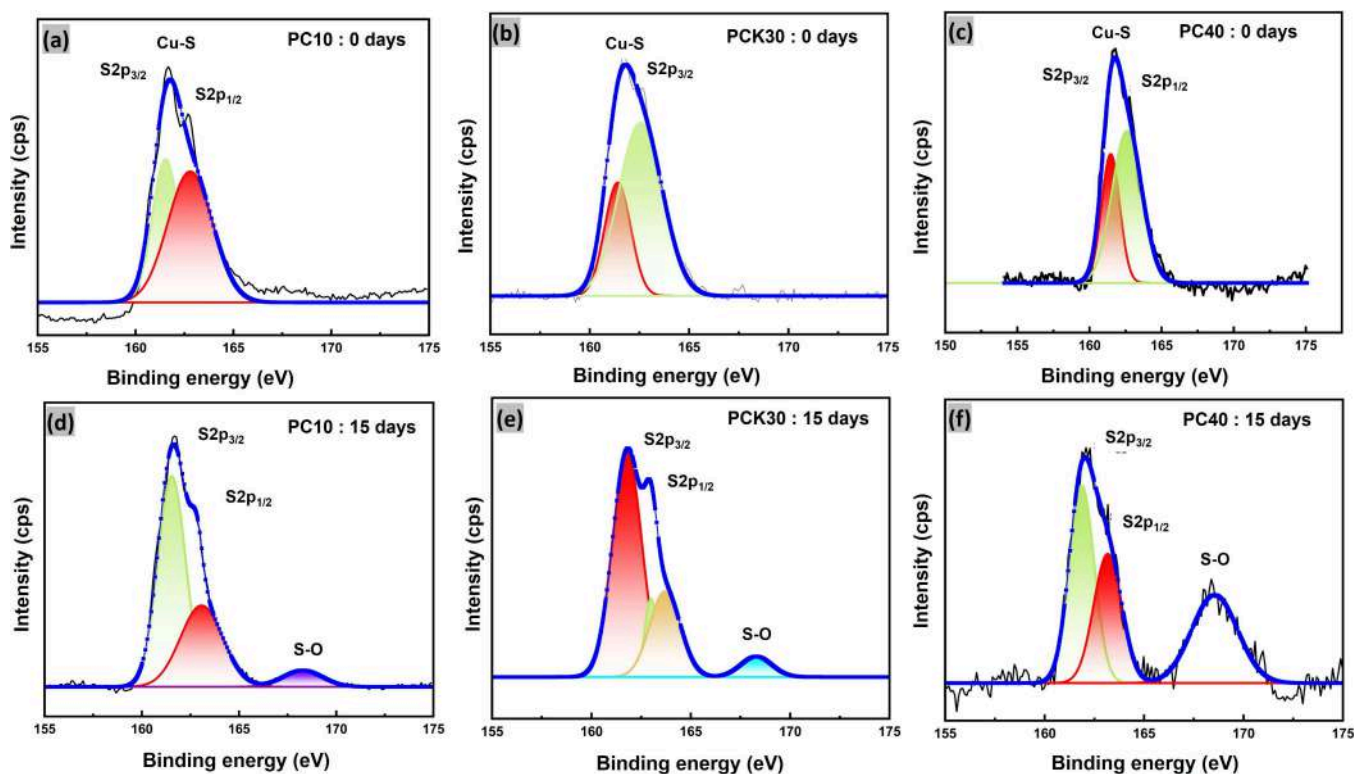 (a)
PC10 : 0 days
Cu-S
S2p3/2
S2p1/2
Intensity (cps)
155 160 165 170 175
Binding energy (eV)
(b)
PCK30 : 0 days
Cu-S
S2p3/2
Intensity (cps)
155 160 165 170 175
Binding energy (eV)
(c)
PC40 : 0 days
Cu-S
S2p3/2
S2p1/2
Intensity (cps)
150 155 160 165 170 175
Binding energy (eV)
(d)
PC10 : 15 days
S2p3/2
S2p1/2
S-O
Intensity (cps)
155 160 165 170 175
Binding energy (eV)
(e)
PCK30 : 15 days
S2p3/2
S2p1/2
S-O
Intensity (cps)
155 160 165 170 175
Binding energy (eV)
(f)
PC40 : 15 days
S2p3/2
S2p1/2
S-O
Intensity (cps)
155 160 165 170 175
Binding energy (eV)